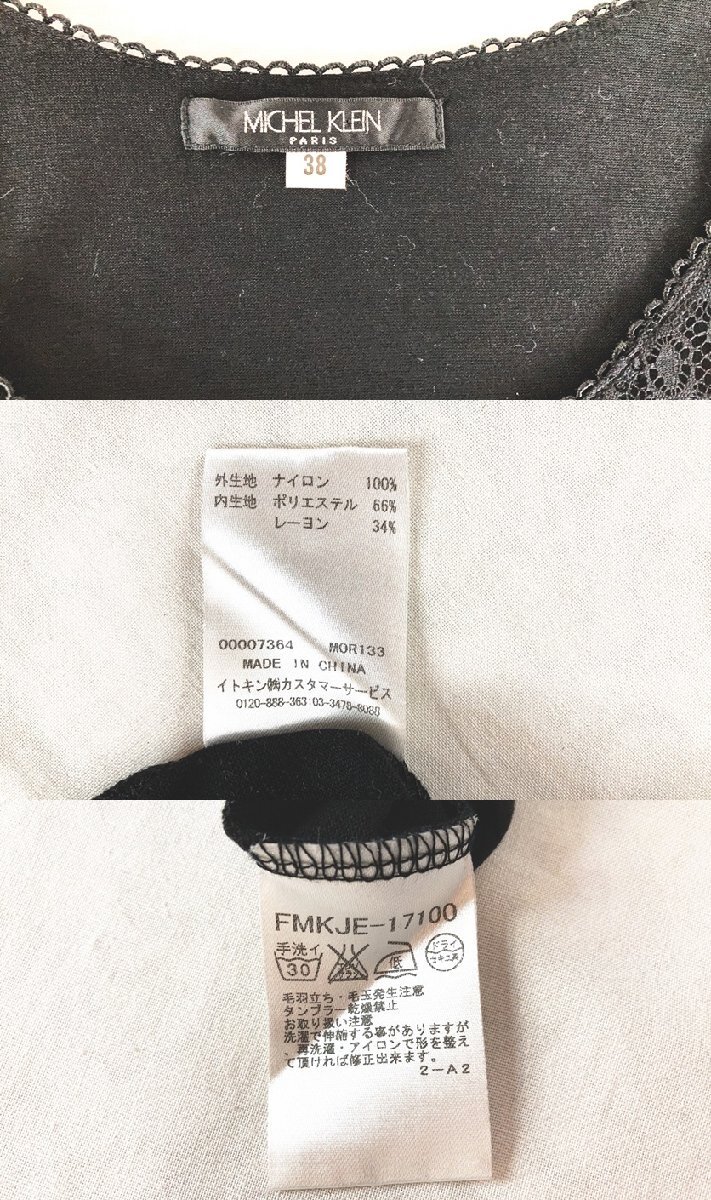 MICHEL KLEIN
PARIS
38
外生地 ナイロン 100%
内生地 ポリエステル 66%
レーヨン 34%
00007364 MOR133
MADE IN CHINA
イトキン㈱カスタマーサービス
0120-888-363 03-3478-8088
FMKJE-17100
手洗イ
30
低
ドライ
セキユ系
毛羽立ち・毛玉発生注意
タンブラー乾燥禁止
お取り扱い注意
洗濯で伸縮する事がありますが
、再洗濯・アイロンで形を整え
て頂ければ修正出来ます。
2-A2